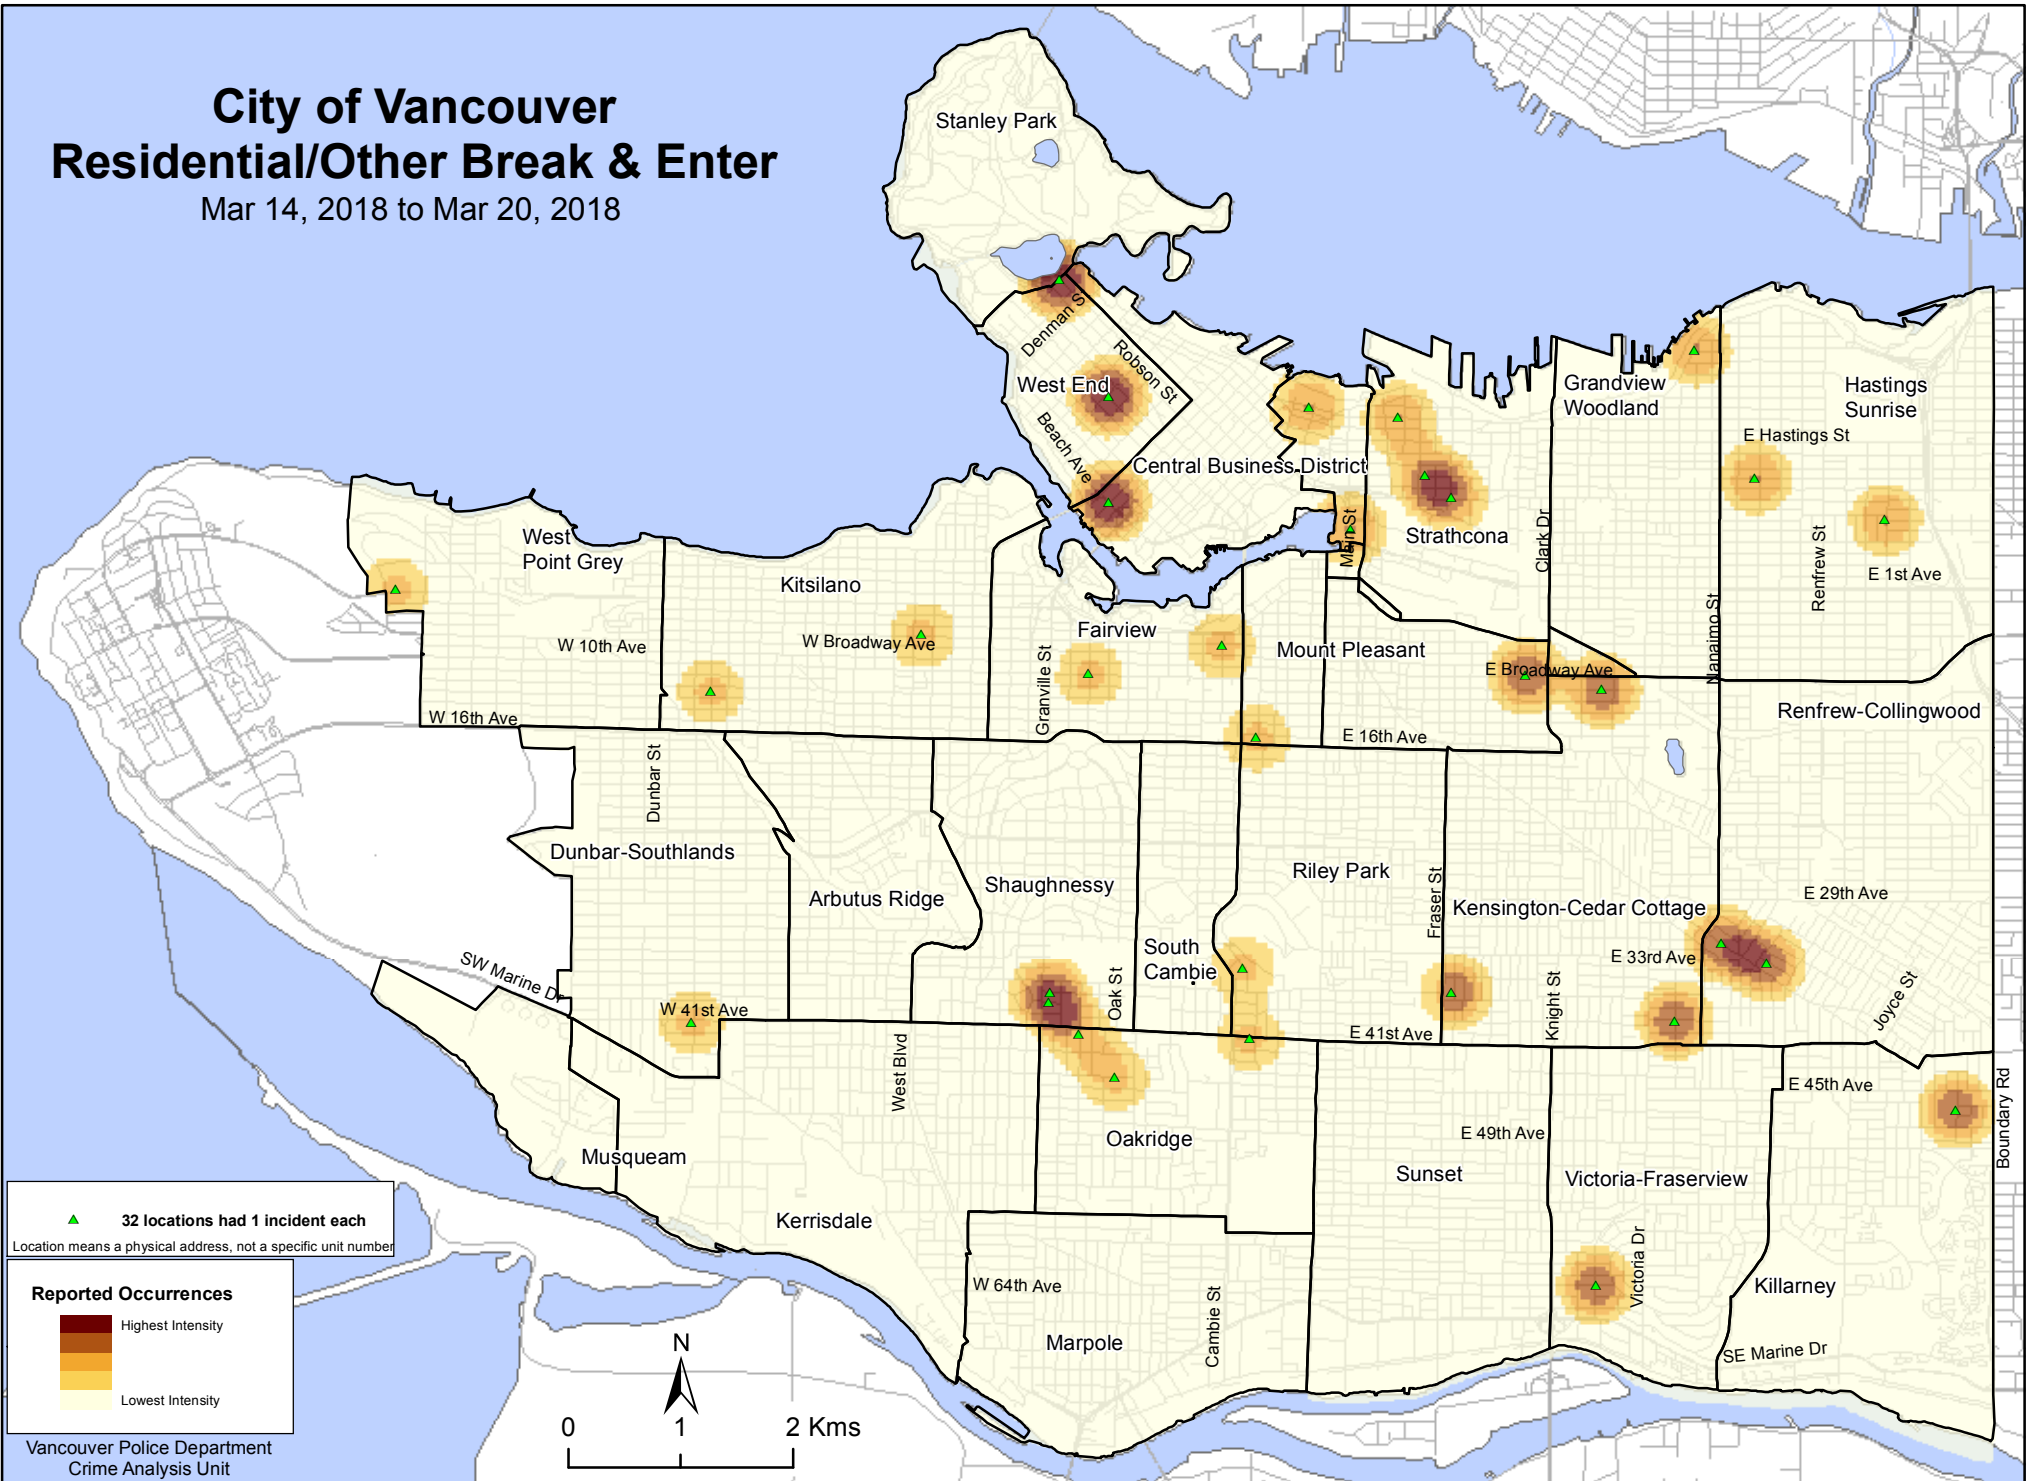 City of Vancouver
Residential/Other Break & Enter
Mar 14, 2018 to Mar 20, 2018
Stanley Park
Denman St
Robson St
West End
Beach Ave
Central Business District
Grandview
Woodland
Hastings
Sunrise
E Hastings St
Main St
Strathcona
Clark Dr
Nanaimo St
Renfrew St
E 1st Ave
West
Point Grey
Kitsilano
W 10th Ave
W Broadway Ave
Fairview
Granville St
Mount Pleasant
E Broadway Ave
W 16th Ave
E 16th Ave
Renfrew-Collingwood
Dunbar St
Dunbar-Southlands
Arbutus Ridge
Shaughnessy
Riley Park
Fraser St
Kensington-Cedar Cottage
E 29th Ave
South
Cambie
Oak St
E 33rd Ave
Knight St
Joyce St
SW Marine Dr
W 41st Ave
E 41st Ave
West Blvd
E 45th Ave
Boundary Rd
Oakridge
E 49th Ave
Musqueam
Sunset
Victoria-Fraserview
Kerrisdale
Victoria Dr
W 64th Ave
Cambie St
Killarney
Marpole
SE Marine Dr
32 locations had 1 incident each
Location means a physical address, not a specific unit number
Reported Occurrences
Highest Intensity
Lowest Intensity
N
0 1 2 Kms
Vancouver Police Department
Crime Analysis Unit